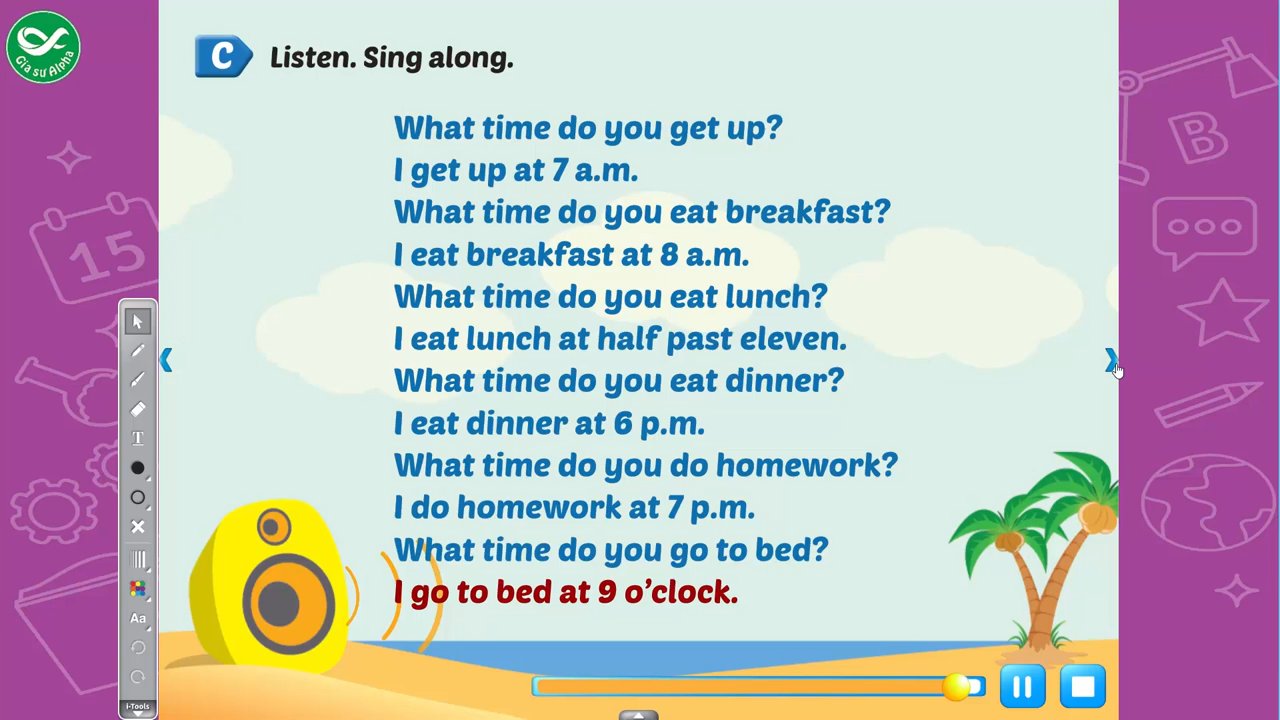 Gia sư Alpha
C Listen. Sing along.
What time do you get up?
I get up at 7 a.m.
What time do you eat breakfast?
I eat breakfast at 8 a.m.
What time do you eat lunch?
I eat lunch at half past eleven.
What time do you eat dinner?
I eat dinner at 6 p.m.
What time do you do homework?
I do homework at 7 p.m.
What time do you go to bed?
I go to bed at 9 o’clock.
15
B
T
Aa
i-Tools